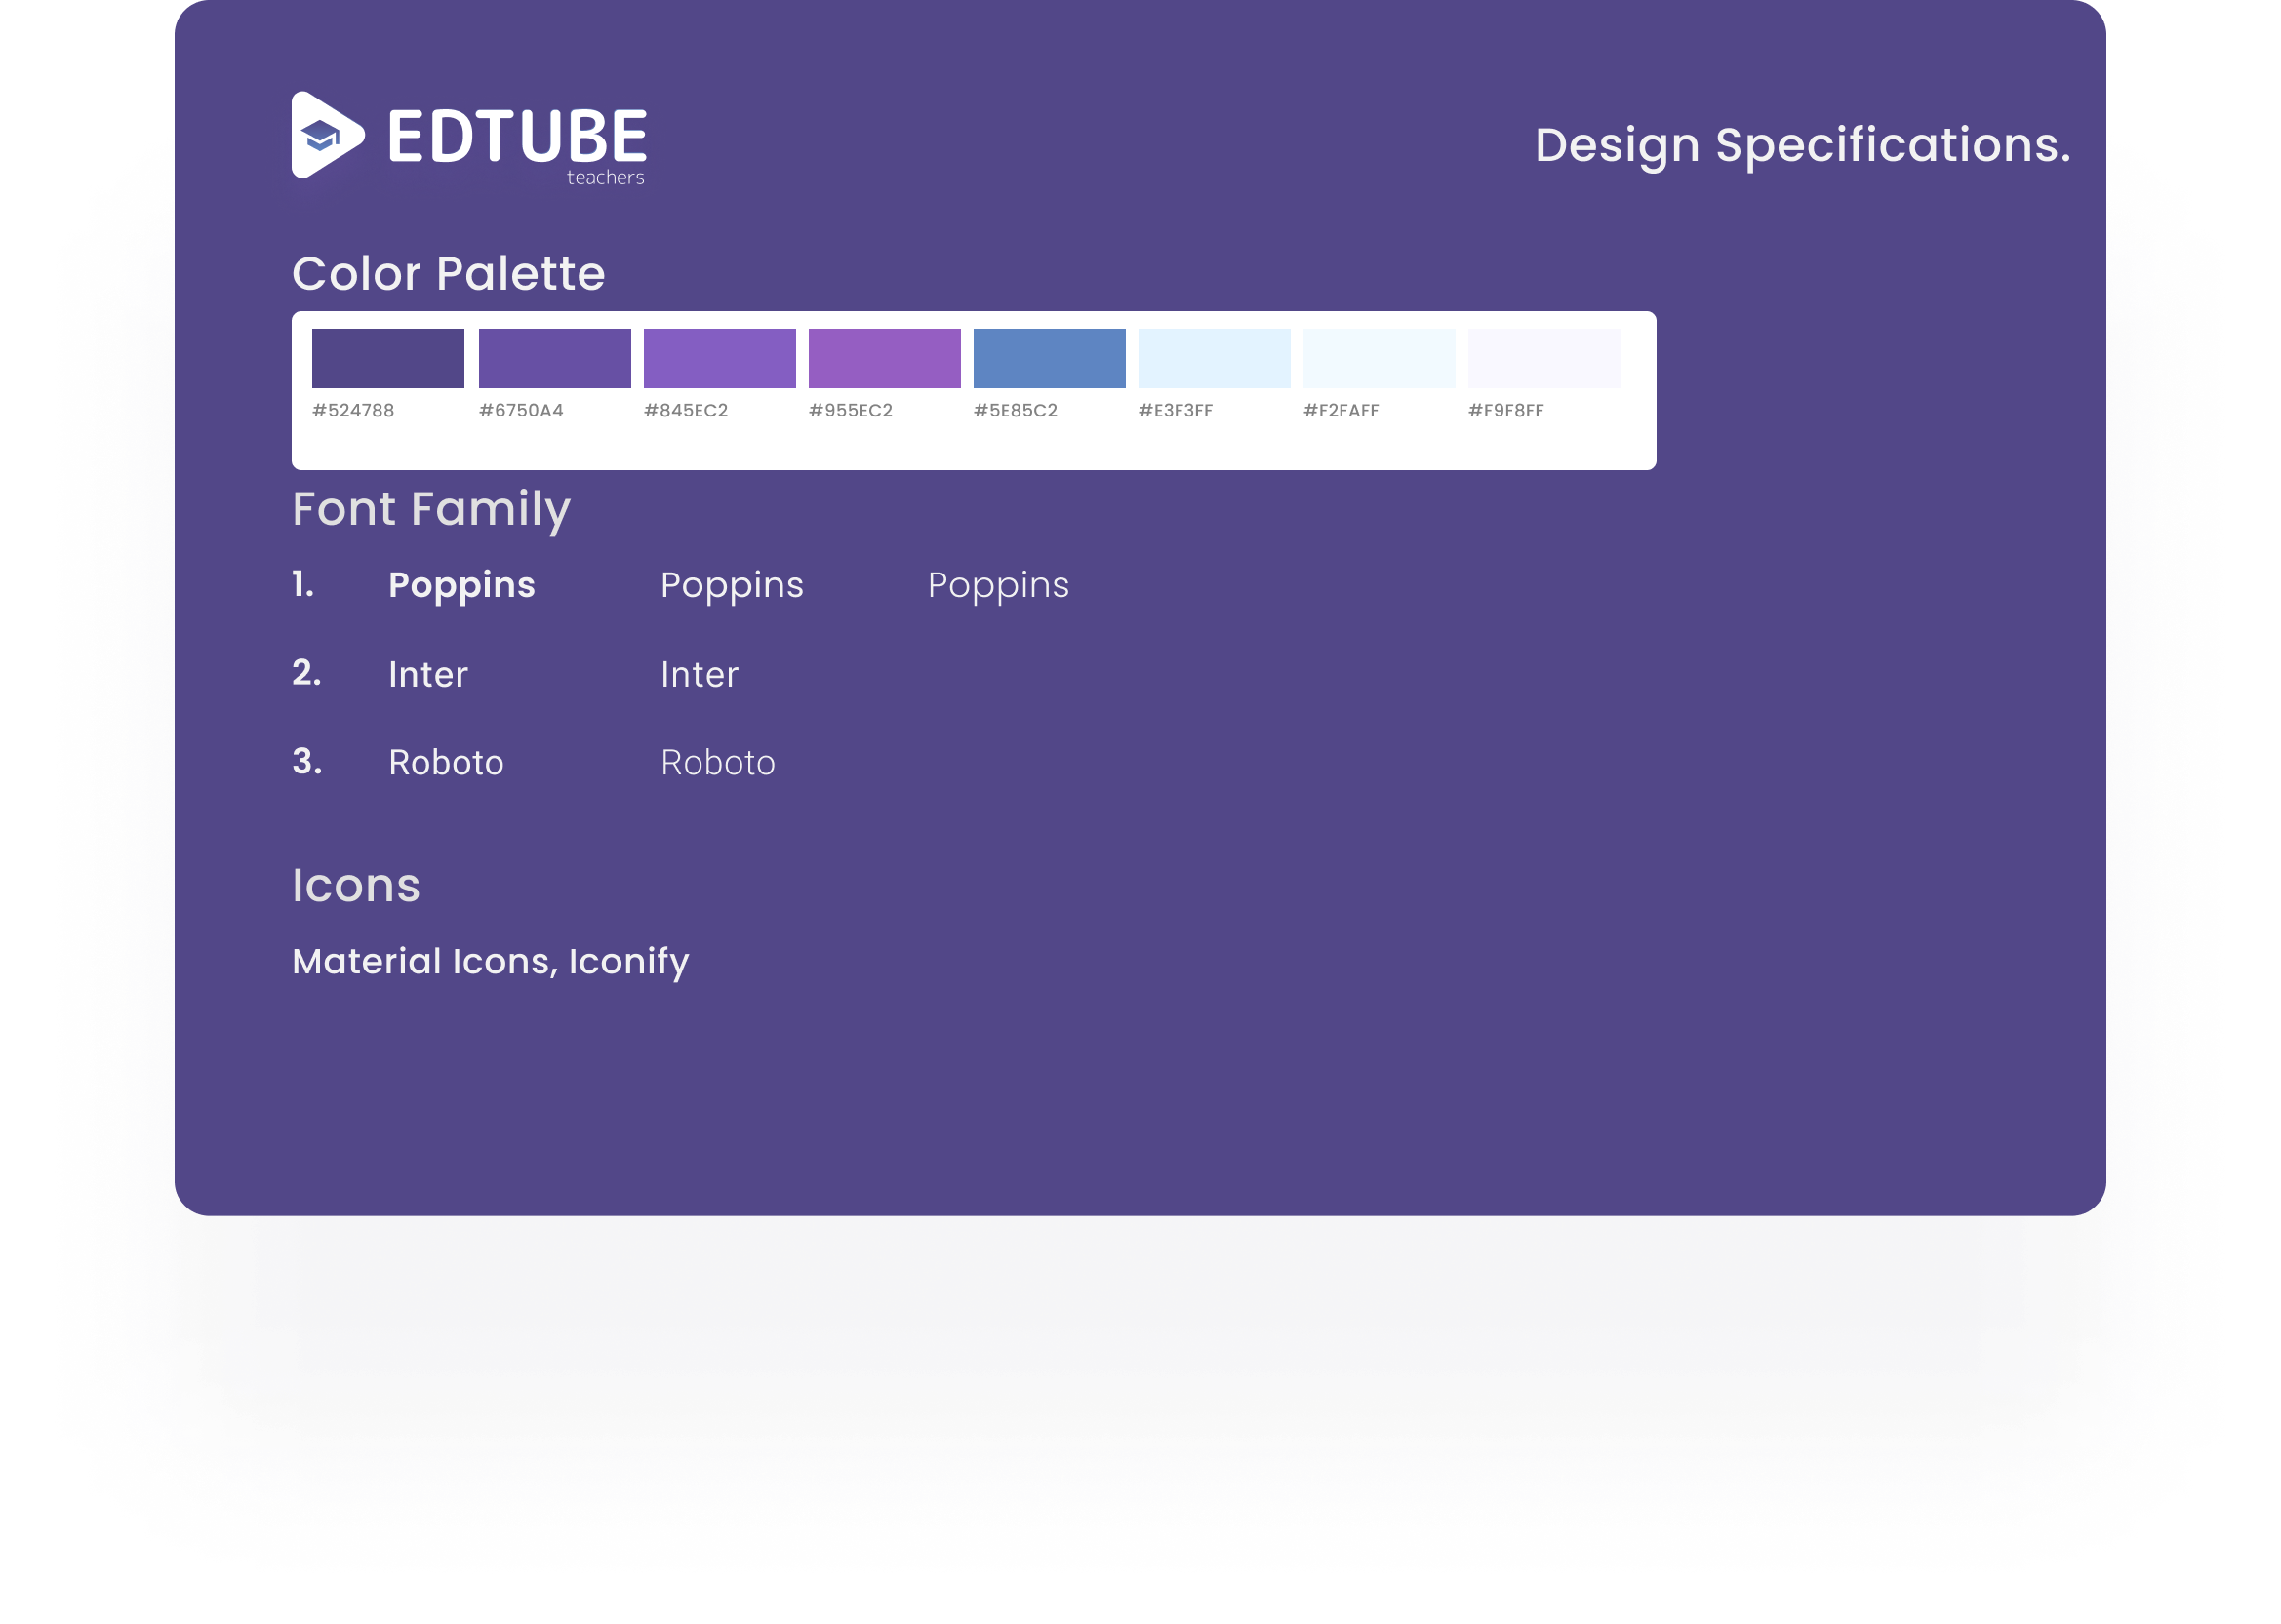 EDTUBE
teachers
Design Specifications.
Color Palette
#524788 #6750A4 #845EC2 #955EC2 #5E85C2 #E3F3FF #F2FAFF #F9F8FF
Font Family
1. Poppins Poppins Poppins
2. Inter Inter
3. Roboto Roboto
Icons
Material Icons, Iconify